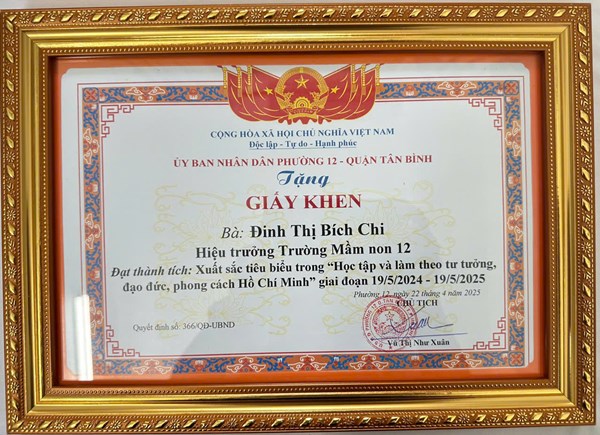 CỘNG HÒA XÃ HỘI CHỦ NGHĨA VIỆT NAM
Độc lập - Tự do - Hạnh phúc
ỦY BAN NHÂN DÂN PHƯỜNG 12 - QUẬN TÂN BÌNH
Tặng
GIẤY KHEN
Bà: Đinh Thị Bích Chi
Hiệu trưởng Trường Mầm non 12
Đạt thành tích: Xuất sắc tiêu biểu trong “Học tập và làm theo tư tưởng,
đạo đức, phong cách Hồ Chí Minh” giai đoạn 19/5/2024 - 19/5/2025
Phường 12, ngày 22 tháng 4 năm 2025
CHỦ TỊCH
Quyết định số: 366/QĐ-UBND
Vũ Thị Như Xuân